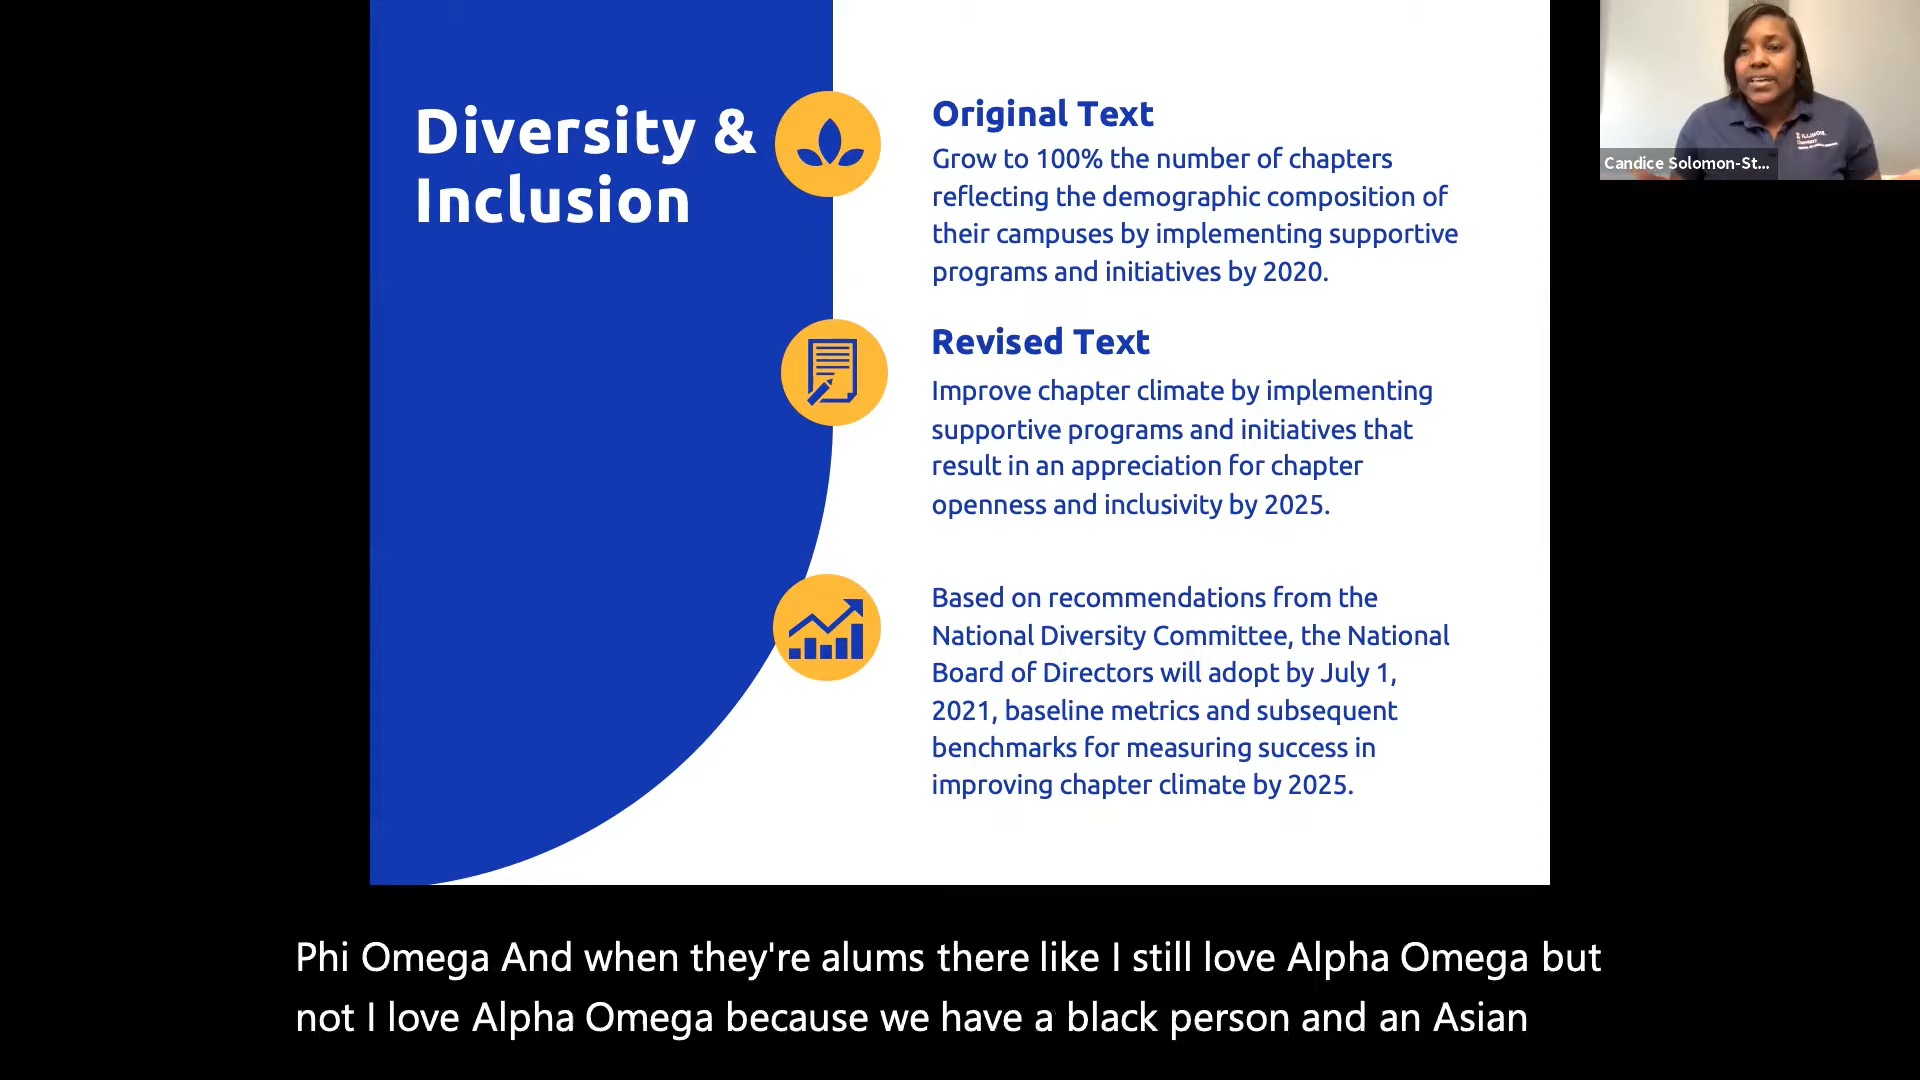 Diversity &
Inclusion
Original Text
Grow to 100% the number of chapters
reflecting the demographic composition of
their campuses by implementing supportive
programs and initiatives by 2020.
Revised Text
Improve chapter climate by implementing
supportive programs and initiatives that
result in an appreciation for chapter
openness and inclusivity by 2025.
Based on recommendations from the
National Diversity Committee, the National
Board of Directors will adopt by July 1,
2021, baseline metrics and subsequent
benchmarks for measuring success in
improving chapter climate by 2025.
ILLINOIS
Candice Solomon-St...
Phi Omega And when they're alums there like I still love Alpha Omega but
not I love Alpha Omega because we have a black person and an Asian